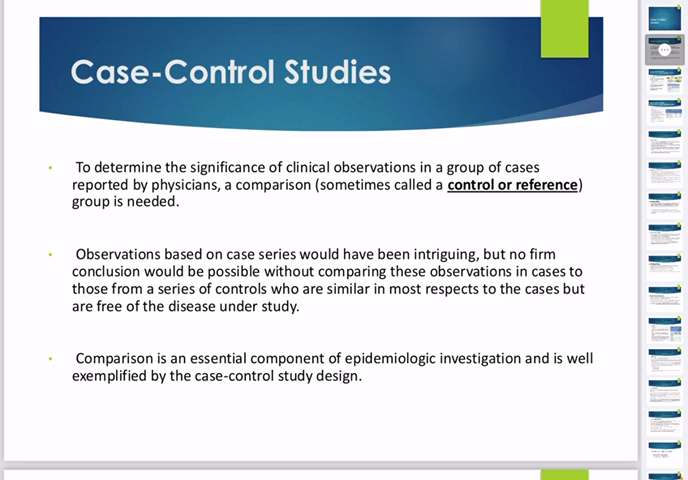 Case-Control Studies
To determine the significance of clinical observations in a group of cases
reported by physicians, a comparison (sometimes called a control or reference)
group is needed.
Observations based on case series would have been intriguing, but no firm
conclusion would be possible without comparing these observations in cases to
those from a series of controls who are similar in most respects to the cases but
are free of the disease under study.
Comparison is an essential component of epidemiologic investigation and is well
exemplified by the case-control study design.